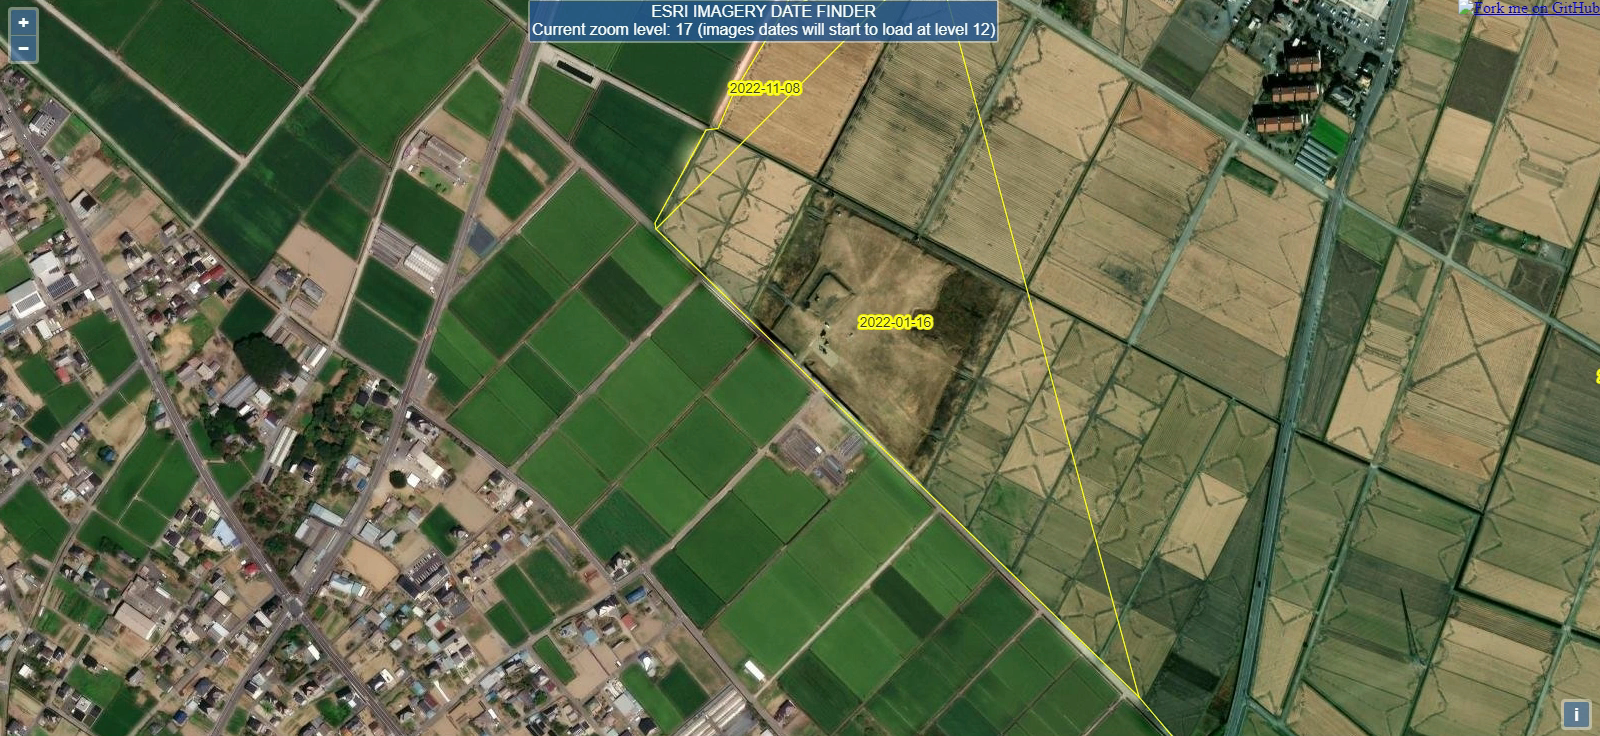 +
−
ESRI IMAGERY DATE FINDER
Current zoom level: 17 (images dates will start to load at level 12)
Fork me on GitHub
2022-11-08
2022-01-16
i